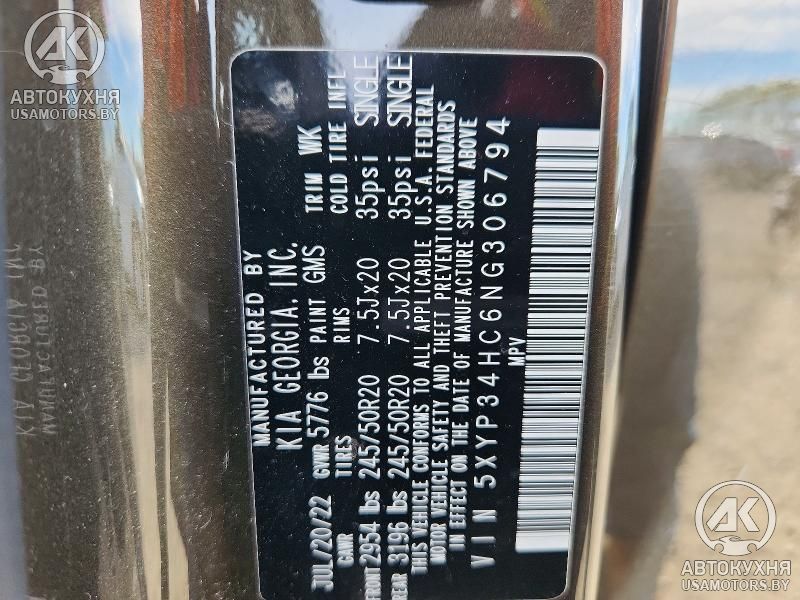 MANUFACTURED BY
KIA GEORGIA, INC.
JUL/20/22 GVWR 5776 lbs PAINT GMS TRIM WK
GAWR TIRES RIMS COLD TIRE INFL
FRONT 2954 lbs 245/50R20 7.5Jx20 35psi SINGLE
REAR 3196 lbs 245/50R20 7.5Jx20 35psi SINGLE
THIS VEHICLE CONFORMS TO ALL APPLICABLE U.S.A. FEDERAL
MOTOR VEHICLE SAFETY AND THEFT PREVENTION STANDARDS
IN EFFECT ON THE DATE OF MANUFACTURE SHOWN ABOVE
VIN 5XYP34HC6NG306794
MPV
AK
АВТОКУХНЯ
USAMOTORS.BY
AK
АВТОКУХНЯ
USAMOTORS.BY